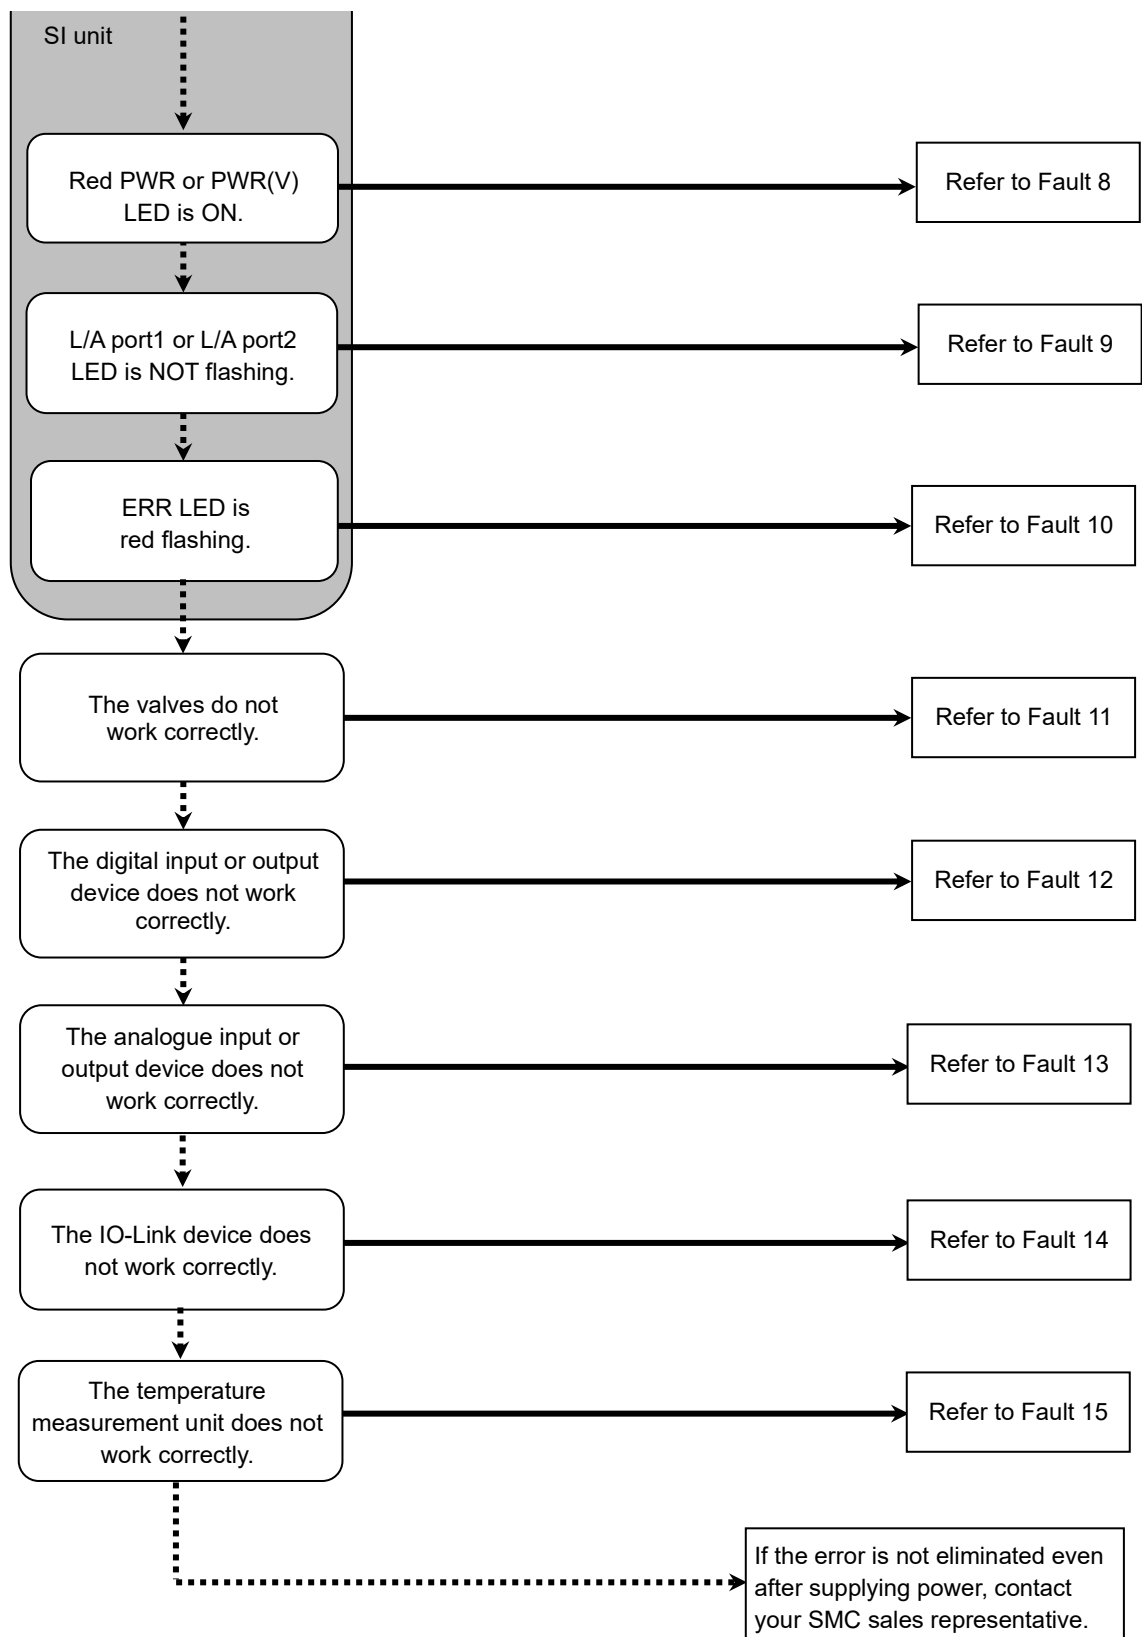 SI unit
Red PWR or PWR(V)
LED is ON.
Refer to Fault 8
L/A port1 or L/A port2
LED is NOT flashing.
Refer to Fault 9
ERR LED is
red flashing.
Refer to Fault 10
The valves do not
work correctly.
Refer to Fault 11
The digital input or output
device does not work
correctly.
Refer to Fault 12
The analogue input or
output device does not
work correctly.
Refer to Fault 13
The IO-Link device does
not work correctly.
Refer to Fault 14
The temperature
measurement unit does not
work correctly.
Refer to Fault 15
If the error is not eliminated even
after supplying power, contact
your SMC sales representative.